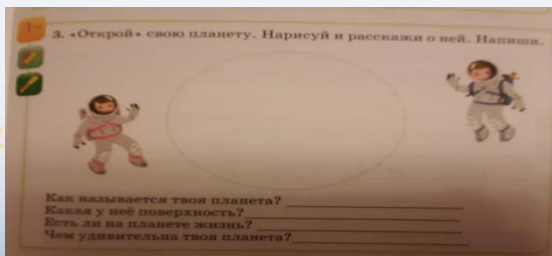 3. «Открой» свою планету. Нарисуй и расскажи о ней. Напиши.
Как называется твоя планета?
Какая у неё поверхность?
Есть ли на планете жизнь?
Чем удивительна твоя планета?